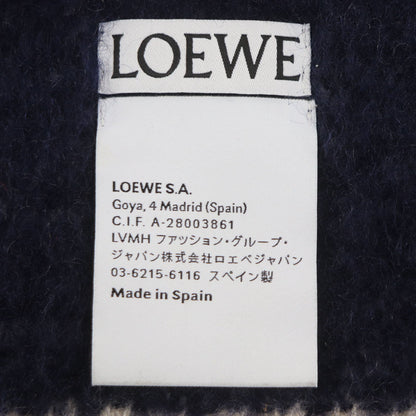 LOEWE
LOEWE S.A.
Goya, 4 Madrid (Spain)
C.I.F. A-28003861
LVMH ファッション・グループ・
ジャパン株式会社ロエベジャパン
03-6215-6116 スペイン製
Made in Spain